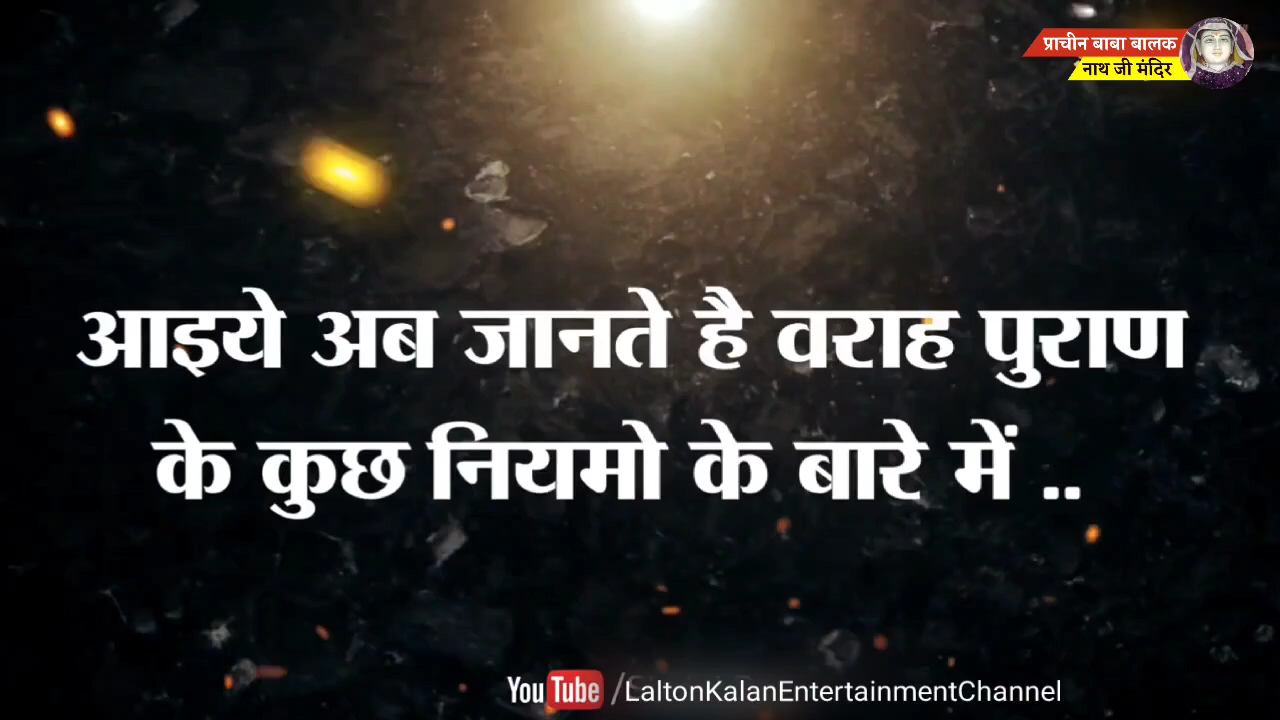 प्राचीन बाबा बालक
नाथ जी मंदिर
आइये अब जानते है वराह पुराण
के कुछ नियमो के बारे में ..
YouTube /LaltonKalanEntertainmentChannel